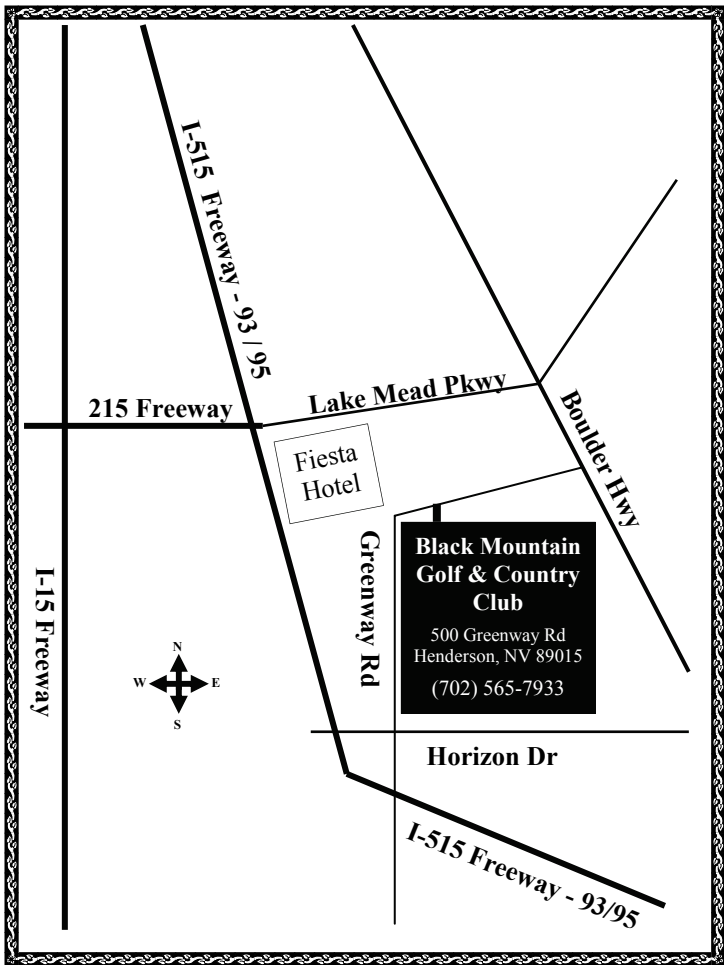 I-515 Freeway - 93 / 95
215 Freeway
Lake Mead Pkwy
Boulder Hwy
Fiesta
Hotel
Greenway Rd
Black Mountain
Golf & Country
Club
500 Greenway Rd
Henderson, NV 89015
(702) 565-7933
I-15 Freeway
N
W
E
S
Horizon Dr
I-515 Freeway - 93/95